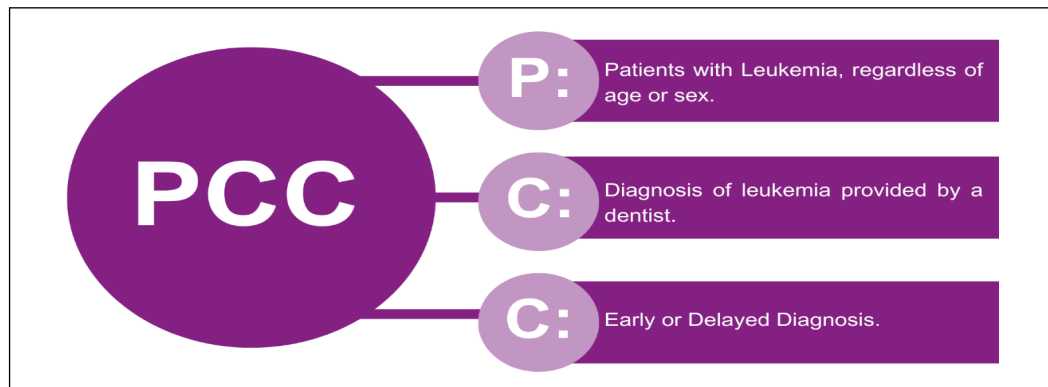 PCC
P:
Patients with Leukemia, regardless of
age or sex.
C:
Diagnosis of leukemia provided by a
dentist.
C:
Early or Delayed Diagnosis.